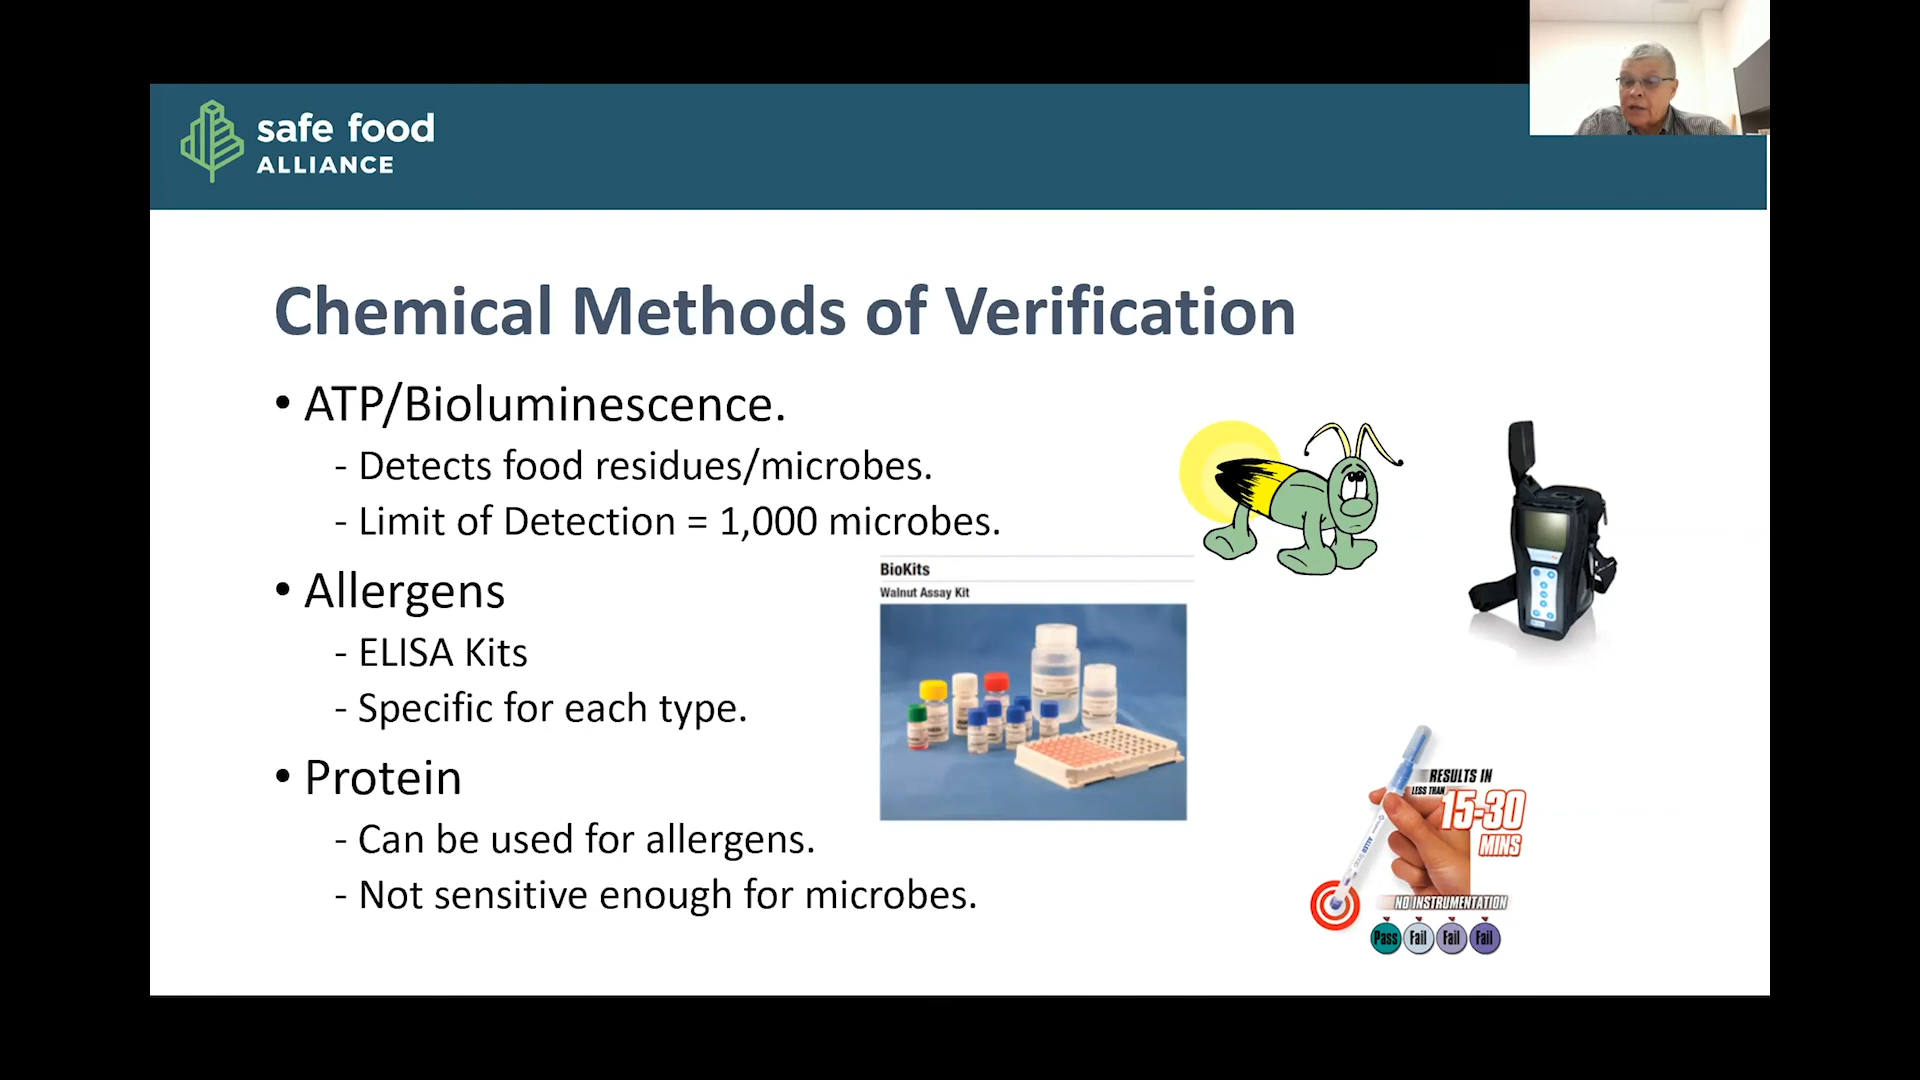 safe food
ALLIANCE
Chemical Methods of Verification
• ATP/Bioluminescence.
- Detects food residues/microbes.
- Limit of Detection = 1,000 microbes.
• Allergens
- ELISA Kits
- Specific for each type.
• Protein
- Can be used for allergens.
- Not sensitive enough for microbes.
BioKits
Walnut Assay Kit
RESULTS IN
LESS THAN
15-30
MINS
NO INSTRUMENTATION
Pass Fail Fail Fail